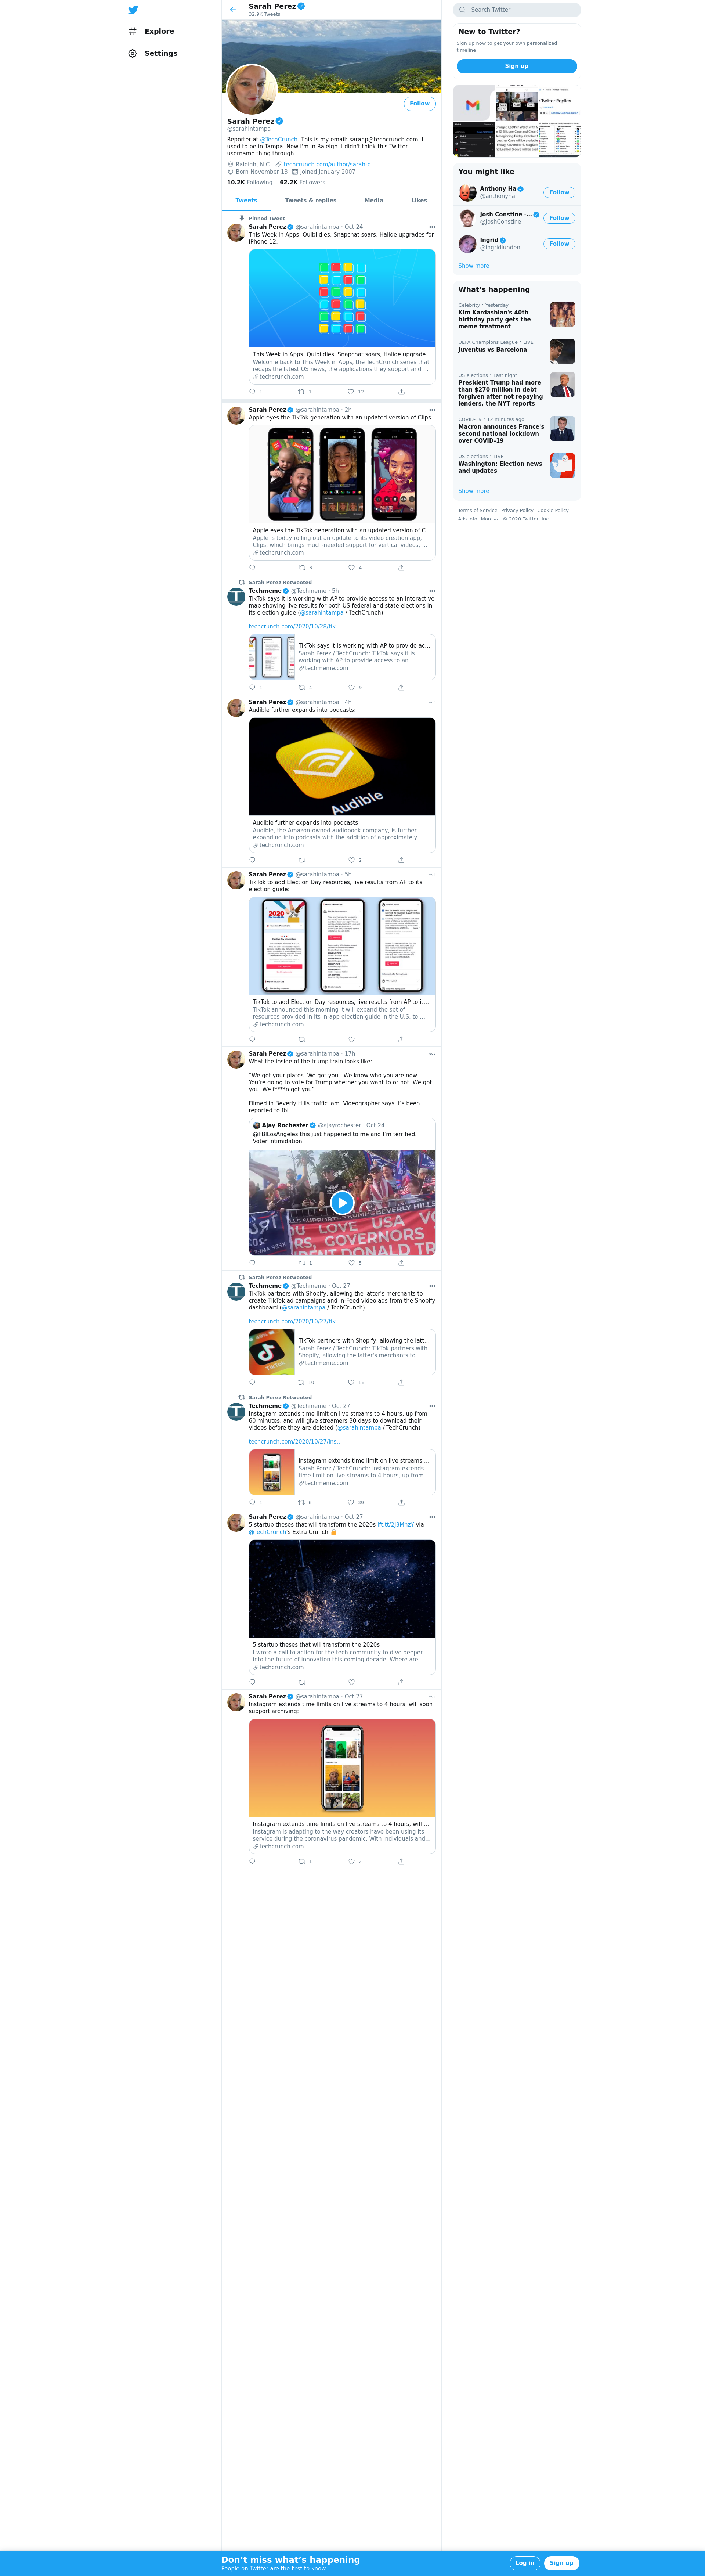 Explore
Settings
Sarah Perez
32.9K Tweets
Follow
Sarah Perez
@sarahintampa
Reporter at @TechCrunch. This is my email: sarahp@techcrunch.com. I
used to be in Tampa. Now I'm in Raleigh. I didn't think this Twitter
username thing through.
Raleigh, N.C. techcrunch.com/author/sarah-p…
Born November 13 Joined January 2007
10.2K Following 62.2K Followers
Tweets Tweets & replies Media Likes
Pinned Tweet
Sarah Perez @sarahintampa · Oct 24
This Week in Apps: Quibi dies, Snapchat soars, Halide upgrades for
iPhone 12:
This Week in Apps: Quibi dies, Snapchat soars, Halide upgrade…
Welcome back to This Week in Apps, the TechCrunch series that
recaps the latest OS news, the applications they support and …
techcrunch.com
1 1 12
Sarah Perez @sarahintampa · 2h
Apple eyes the TikTok generation with an updated version of Clips:
Apple eyes the TikTok generation with an updated version of C…
Apple is today rolling out an update to its video creation app,
Clips, which brings much-needed support for vertical videos, …
techcrunch.com
3 4
Sarah Perez Retweeted
Techmeme @Techmeme · 5h
TikTok says it is working with AP to provide access to an interactive
map showing live results for both US federal and state elections in
its election guide (@sarahintampa / TechCrunch)
techcrunch.com/2020/10/28/tik…
TikTok says it is working with AP to provide ac…
Sarah Perez / TechCrunch: TikTok says it is
working with AP to provide access to an …
techmeme.com
1 4 9
Sarah Perez @sarahintampa · 4h
Audible further expands into podcasts:
Audible
Audible further expands into podcasts
Audible, the Amazon-owned audiobook company, is further
expanding into podcasts with the addition of approximately …
techcrunch.com
2
Sarah Perez @sarahintampa · 5h
TikTok to add Election Day resources, live results from AP to its
election guide:
2020
TikTok to add Election Day resources, live results from AP to it…
TikTok announced this morning it will expand the set of
resources provided in its in-app election guide in the U.S. to …
techcrunch.com
Sarah Perez @sarahintampa · 17h
What the inside of the trump train looks like:
“We got your plates. We got you...We know who you are now.
You’re going to vote for Trump whether you want to or not. We got
you. We f****n got you”
Filmed in Beverly Hills traffic jam. Videographer says it’s been
reported to fbi
Ajay Rochester @ajayrochester · Oct 24
@FBILosAngeles this just happened to me and I’m terrified.
Voter intimidation
1 5
Sarah Perez Retweeted
Techmeme @Techmeme · Oct 27
TikTok partners with Shopify, allowing the latter's merchants to
create TikTok ad campaigns and In-Feed video ads from the Shopify
dashboard (@sarahintampa / TechCrunch)
techcrunch.com/2020/10/27/tik…
TikTok partners with Shopify, allowing the latt…
Sarah Perez / TechCrunch: TikTok partners with
Shopify, allowing the latter's merchants to …
techmeme.com
10 16
Sarah Perez Retweeted
Techmeme @Techmeme · Oct 27
Instagram extends time limit on live streams to 4 hours, up from
60 minutes, and will give streamers 30 days to download their
videos before they are deleted (@sarahintampa / TechCrunch)
techcrunch.com/2020/10/27/ins…
Instagram extends time limit on live streams …
Sarah Perez / TechCrunch: Instagram extends
time limit on live streams to 4 hours, up from …
techmeme.com
1 6 39
Sarah Perez @sarahintampa · Oct 27
5 startup theses that will transform the 2020s ift.tt/2J3MnzY via
@TechCrunch's Extra Crunch
5 startup theses that will transform the 2020s
I wrote a call to action for the tech community to dive deeper
into the future of innovation this coming decade. Where are …
techcrunch.com
Sarah Perez @sarahintampa · Oct 27
Instagram extends time limits on live streams to 4 hours, will soon
support archiving:
Instagram extends time limits on live streams to 4 hours, will …
Instagram is adapting to the way creators have been using its
service during the coronavirus pandemic. With individuals and…
techcrunch.com
1 2
Search Twitter
New to Twitter?
Sign up now to get your own personalized
timeline!
Sign up
You might like
Anthony Ha
@anthonyha
Follow
Josh Constine -…
@JoshConstine
Follow
Ingrid
@ingridlunden
Follow
Show more
What’s happening
Celebrity · Yesterday
Kim Kardashian's 40th
birthday party gets the
meme treatment
UEFA Champions League · LIVE
Juventus vs Barcelona
US elections · Last night
President Trump had more
than $270 million in debt
forgiven after not repaying
lenders, the NYT reports
COVID-19 · 12 minutes ago
Macron announces France's
second national lockdown
over COVID-19
US elections · LIVE
Washington: Election news
and updates
Show more
Terms of Service Privacy Policy Cookie Policy
Ads info More © 2020 Twitter, Inc.
Don’t miss what’s happening
People on Twitter are the first to know.
Log in Sign up